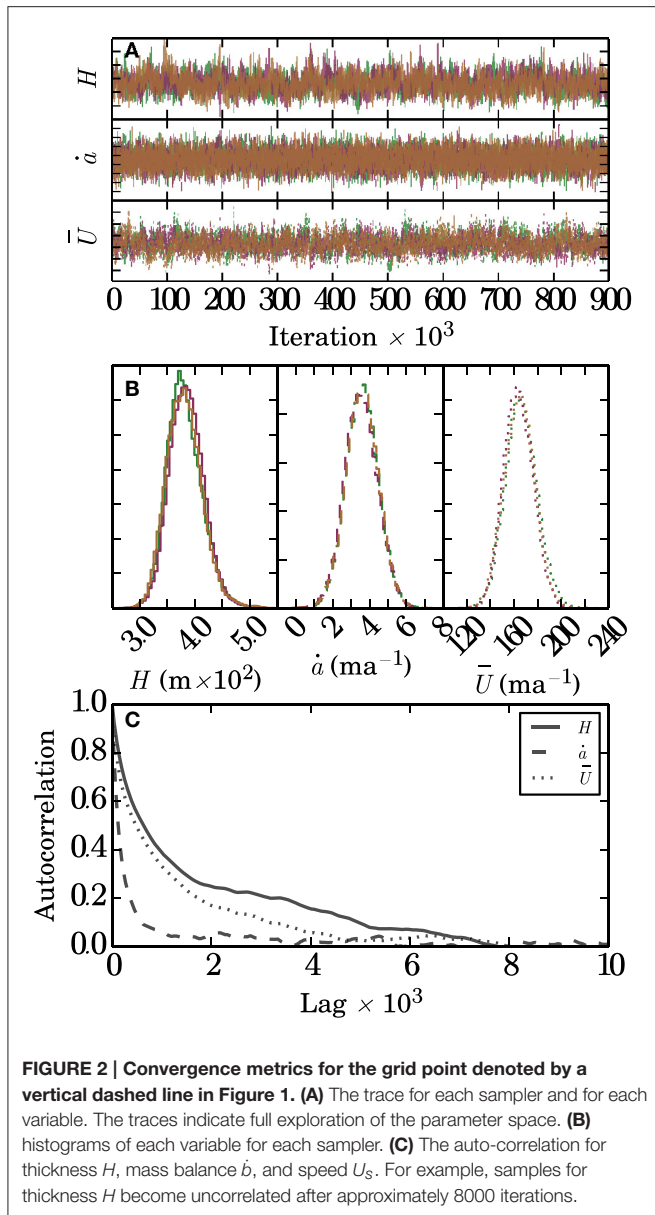 A
H
ȧ
U̅
0 100 200 300 400 500 600 700 800 900
Iteration × 10³
B
3.0 4.0 5.0
0 2 4 6 8
120 160 200 240
H (m×10²)
ȧ (ma⁻¹)
U̅ (ma⁻¹)
C
1.0
0.8
0.6
0.4
0.2
0.0
Autocorrelation
H
ȧ
U̅
0 2 4 6 8 10
Lag × 10³
FIGURE 2 | Convergence metrics for the grid point denoted by a
vertical dashed line in Figure 1. (A) The trace for each sampler and for each
variable. The traces indicate full exploration of the parameter space. (B)
histograms of each variable for each sampler. (C) The auto-correlation for
thickness H, mass balance ḃ, and speed U_S. For example, samples for
thickness H become uncorrelated after approximately 8000 iterations.